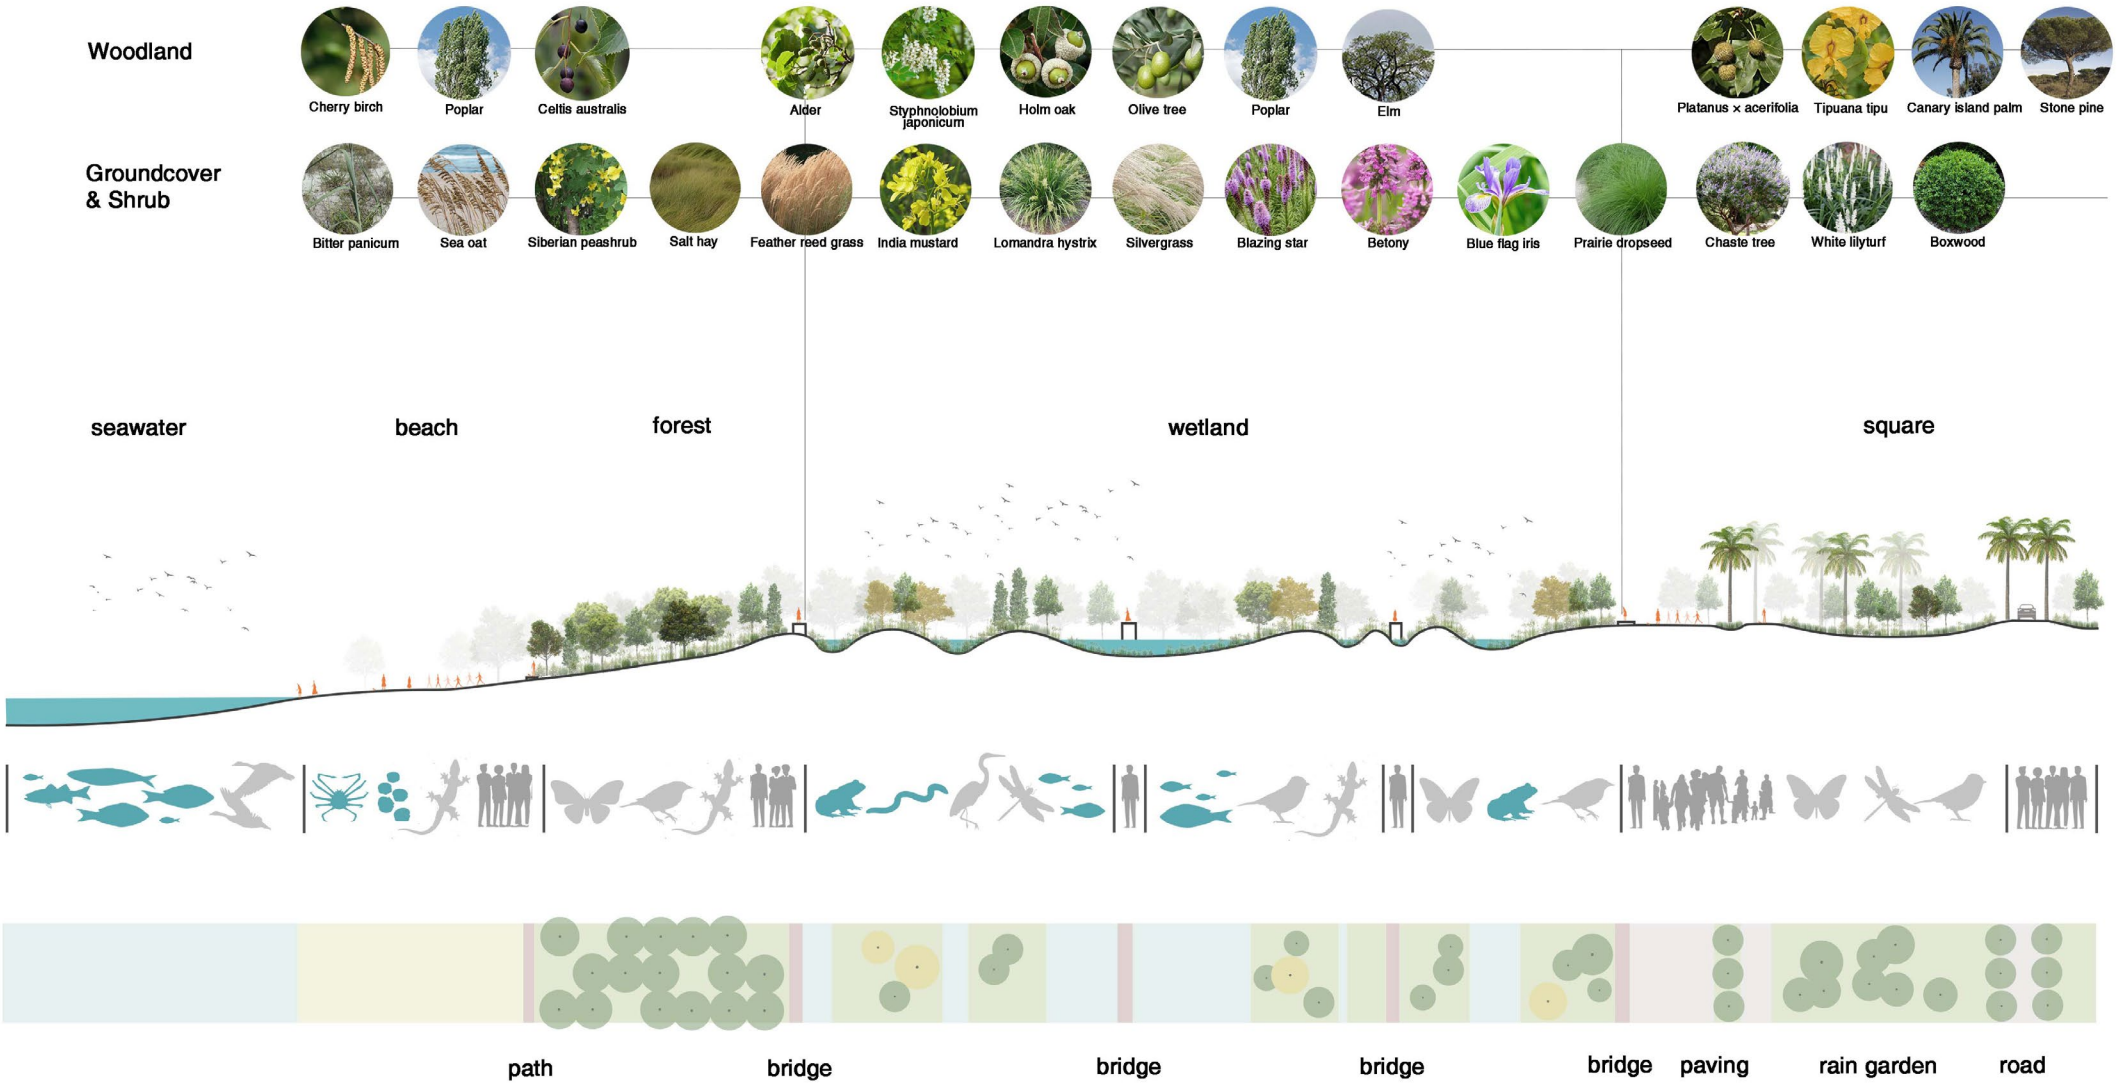 Woodland
Cherry birch
Poplar
Celtis australis
Alder
Styphnolobium
japonicum
Holm oak
Olive tree
Poplar
Elm
Platanus × acerifolia
Tipuana tipu
Canary island palm
Stone pine
Groundcover
& Shrub
Bitter panicum
Sea oat
Siberian peashrub
Salt hay
Feather reed grass
India mustard
Lomandra hystrix
Silvergrass
Blazing star
Betony
Blue flag iris
Prairie dropseed
Chaste tree
White lilyturf
Boxwood
seawater
beach
forest
wetland
square
path
bridge
bridge
bridge
bridge
paving
rain garden
road